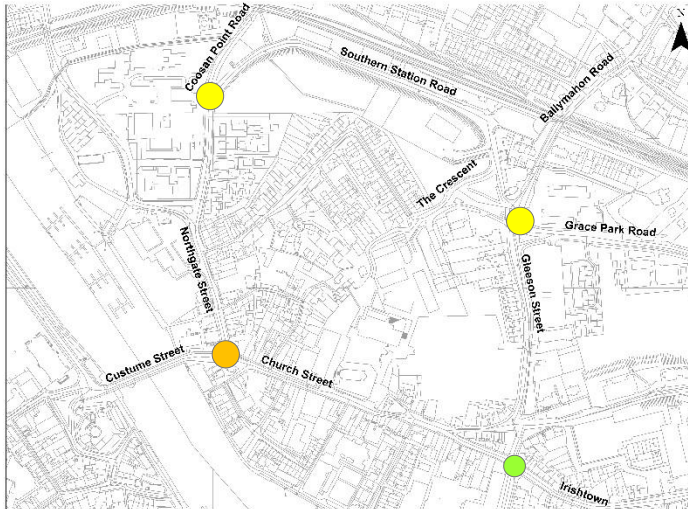 N
Coosan Point Road
Southern Station Road
Ballymahon Road
The Crescent
Grace Park Road
Northgate Street
Gleeson Street
Custume Street
Church Street
Irishtown